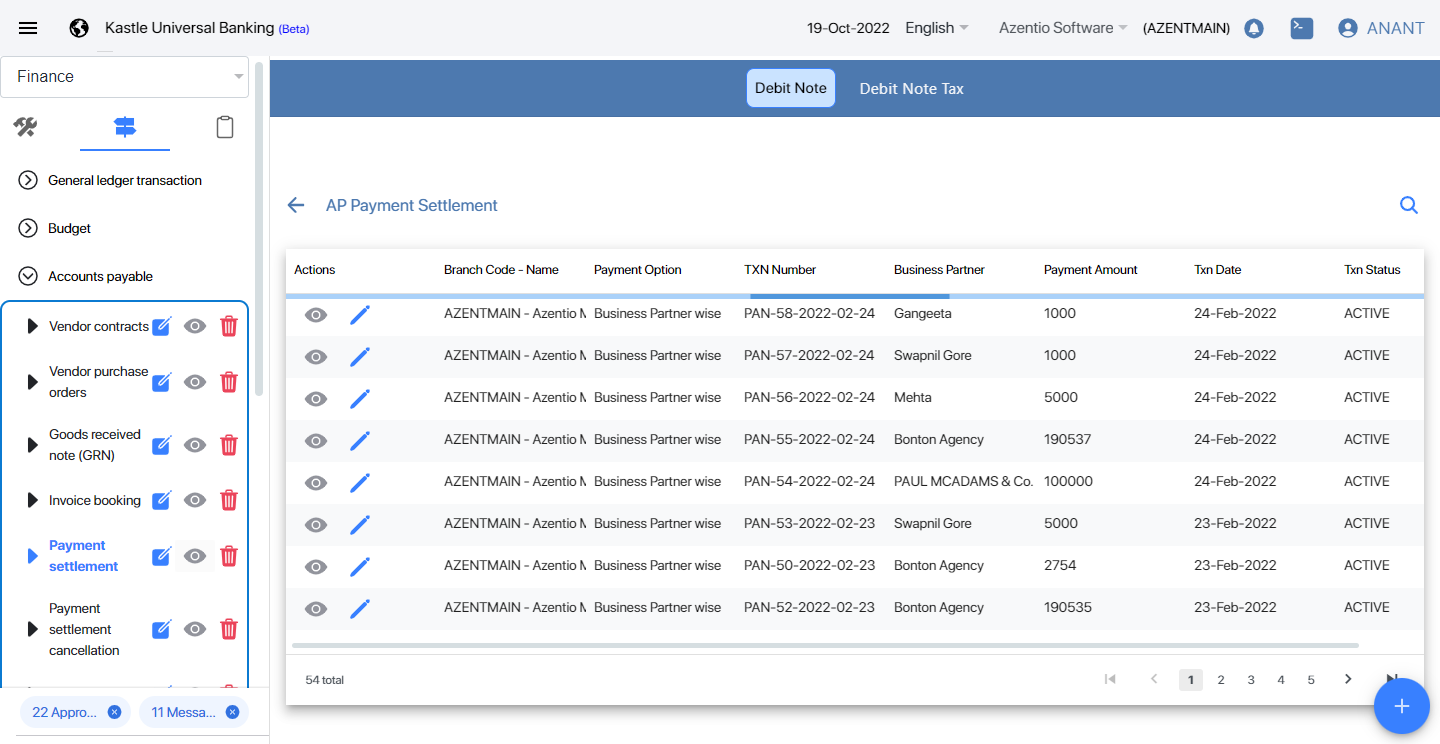 Kastle Universal Banking (Beta)
19-Oct-2022 English Azentio Software (AZENTMAIN) ANANT
Finance
Debit Note Debit Note Tax
General ledger transaction
Budget
Accounts payable
Vendor contracts
Vendor purchase
orders
Goods received
note (GRN)
Invoice booking
Payment
settlement
Payment
settlement
cancellation
22 Appro... 11 Messa...
AP Payment Settlement
Actions Branch Code - Name Payment Option TXN Number Business Partner Payment Amount Txn Date Txn Status
AZENTMAIN - Azentio M Business Partner wise PAN-58-2022-02-24 Gangeeta 1000 24-Feb-2022 ACTIVE
AZENTMAIN - Azentio M Business Partner wise PAN-57-2022-02-24 Swapnil Gore 1000 24-Feb-2022 ACTIVE
AZENTMAIN - Azentio M Business Partner wise PAN-56-2022-02-24 Mehta 5000 24-Feb-2022 ACTIVE
AZENTMAIN - Azentio M Business Partner wise PAN-55-2022-02-24 Bonton Agency 190537 24-Feb-2022 ACTIVE
AZENTMAIN - Azentio M Business Partner wise PAN-54-2022-02-24 PAUL MCADAMS & Co. 100000 24-Feb-2022 ACTIVE
AZENTMAIN - Azentio M Business Partner wise PAN-53-2022-02-23 Swapnil Gore 5000 23-Feb-2022 ACTIVE
AZENTMAIN - Azentio M Business Partner wise PAN-50-2022-02-23 Bonton Agency 2754 23-Feb-2022 ACTIVE
AZENTMAIN - Azentio M Business Partner wise PAN-52-2022-02-23 Bonton Agency 190535 23-Feb-2022 ACTIVE
54 total 1 2 3 4 5